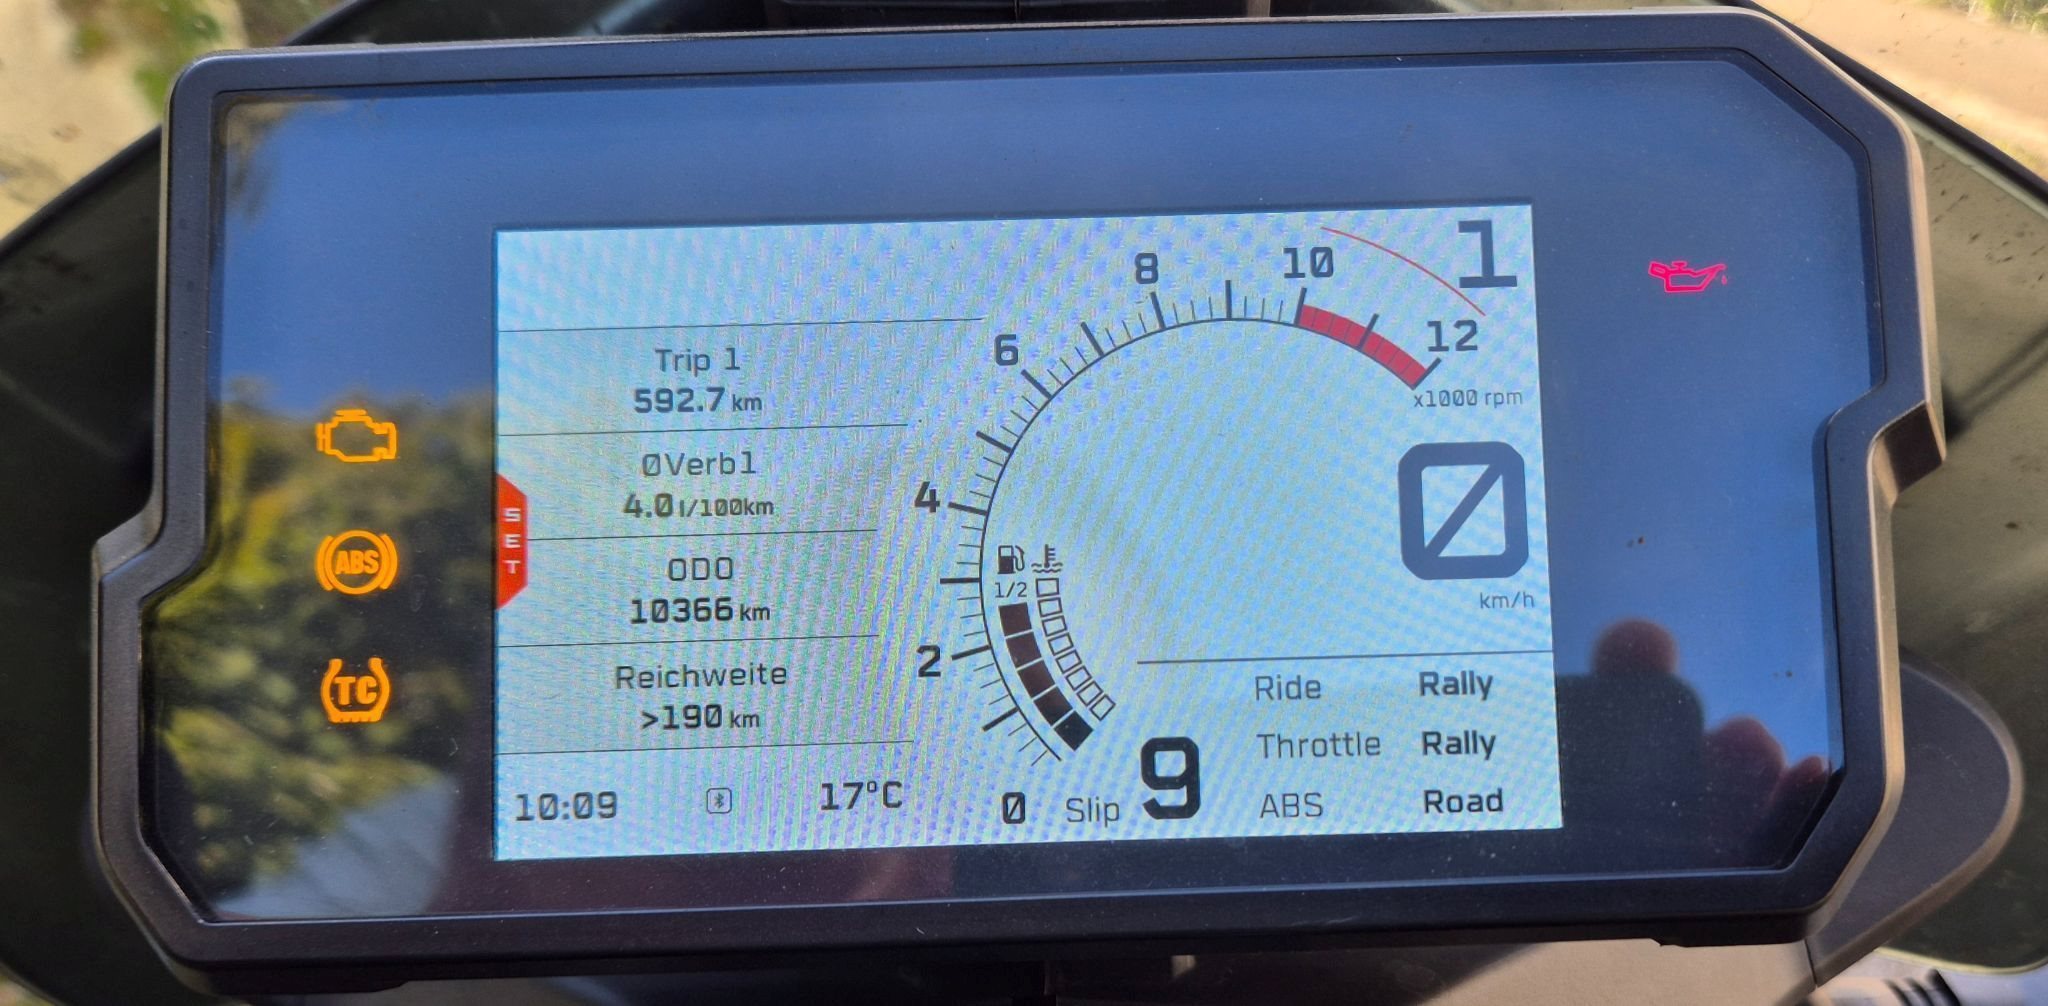 Trip 1
592.7 km
ØVerb1
4.0 l/100km
ODO
10366 km
Reichweite
>190 km
10:09
17°C
SET
ABS
TC
0
2
4
6
8
10
12
x1000 rpm
1
1/2
0
km/h
Slip 9
Ride Rally
Throttle Rally
ABS Road